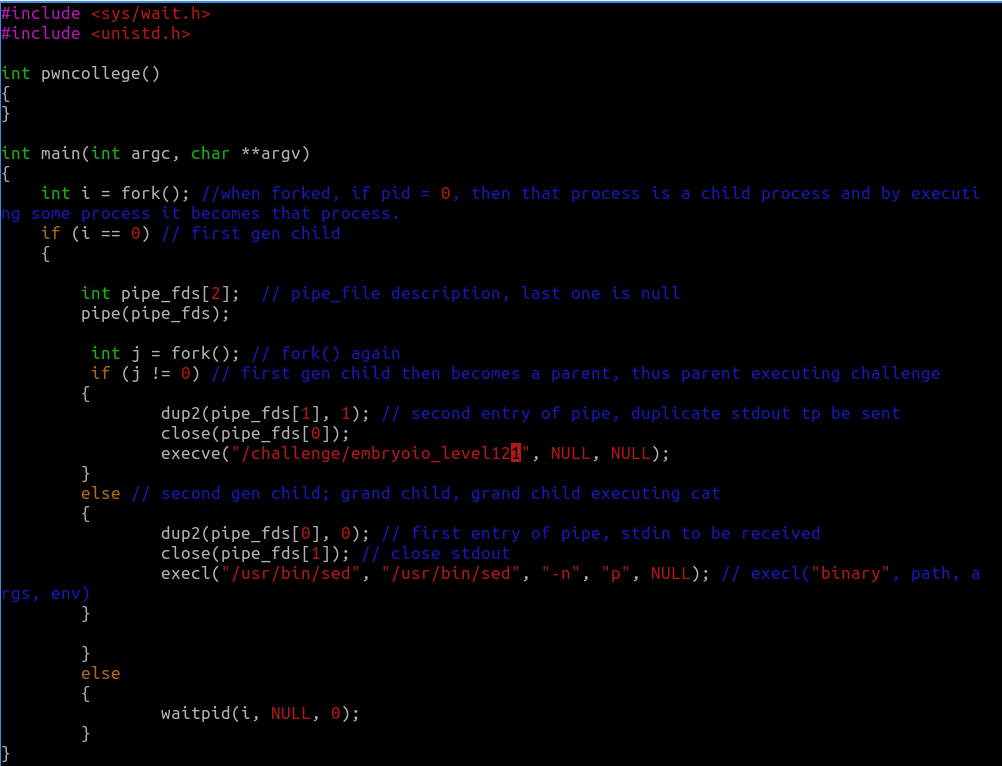 #include <sys/wait.h>
#include <unistd.h>

int pwncollege()
{
}

int main(int argc, char **argv)
{
    int i = fork(); //when forked, if pid = 0, then that process is a child process and by executi
ng some process it becomes that process.
    if (i == 0) // first gen child
    {

        int pipe_fds[2];  // pipe_file description, last one is null
        pipe(pipe_fds);

         int j = fork(); // fork() again
         if (j != 0) // first gen child then becomes a parent, thus parent executing challenge
        {
                dup2(pipe_fds[1], 1); // second entry of pipe, duplicate stdout tp be sent
                close(pipe_fds[0]);
                execve("/challenge/embryoio_level121", NULL, NULL);
        }
        else // second gen child; grand child, grand child executing cat
        {
                dup2(pipe_fds[0], 0); // first entry of pipe, stdin to be received
                close(pipe_fds[1]); // close stdout
                execl("/usr/bin/sed", "/usr/bin/sed", "-n", "p", NULL); // execl("binary", path, a
rgs, env)
        }

        }
        else
        {
                waitpid(i, NULL, 0);
        }
}